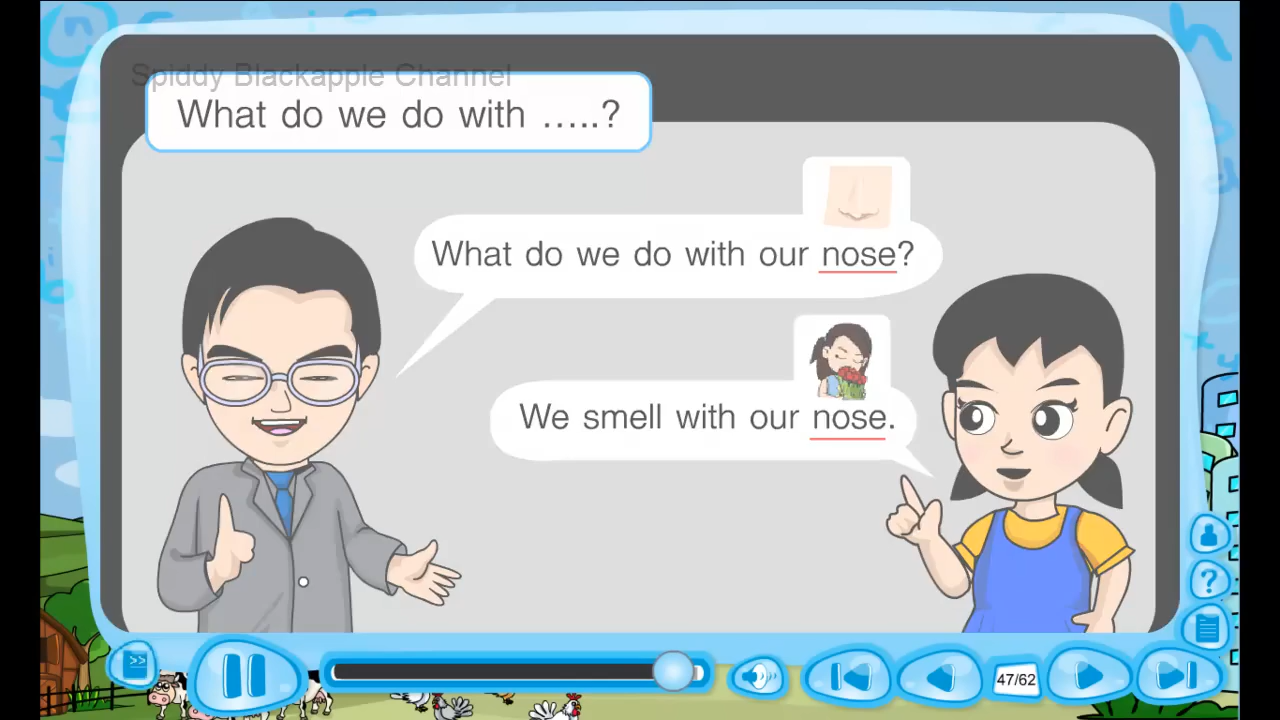 Spiddy Blackapple Channel
What do we do with …..?
What do we do with our nose?
We smell with our nose.
>>
?
47/62